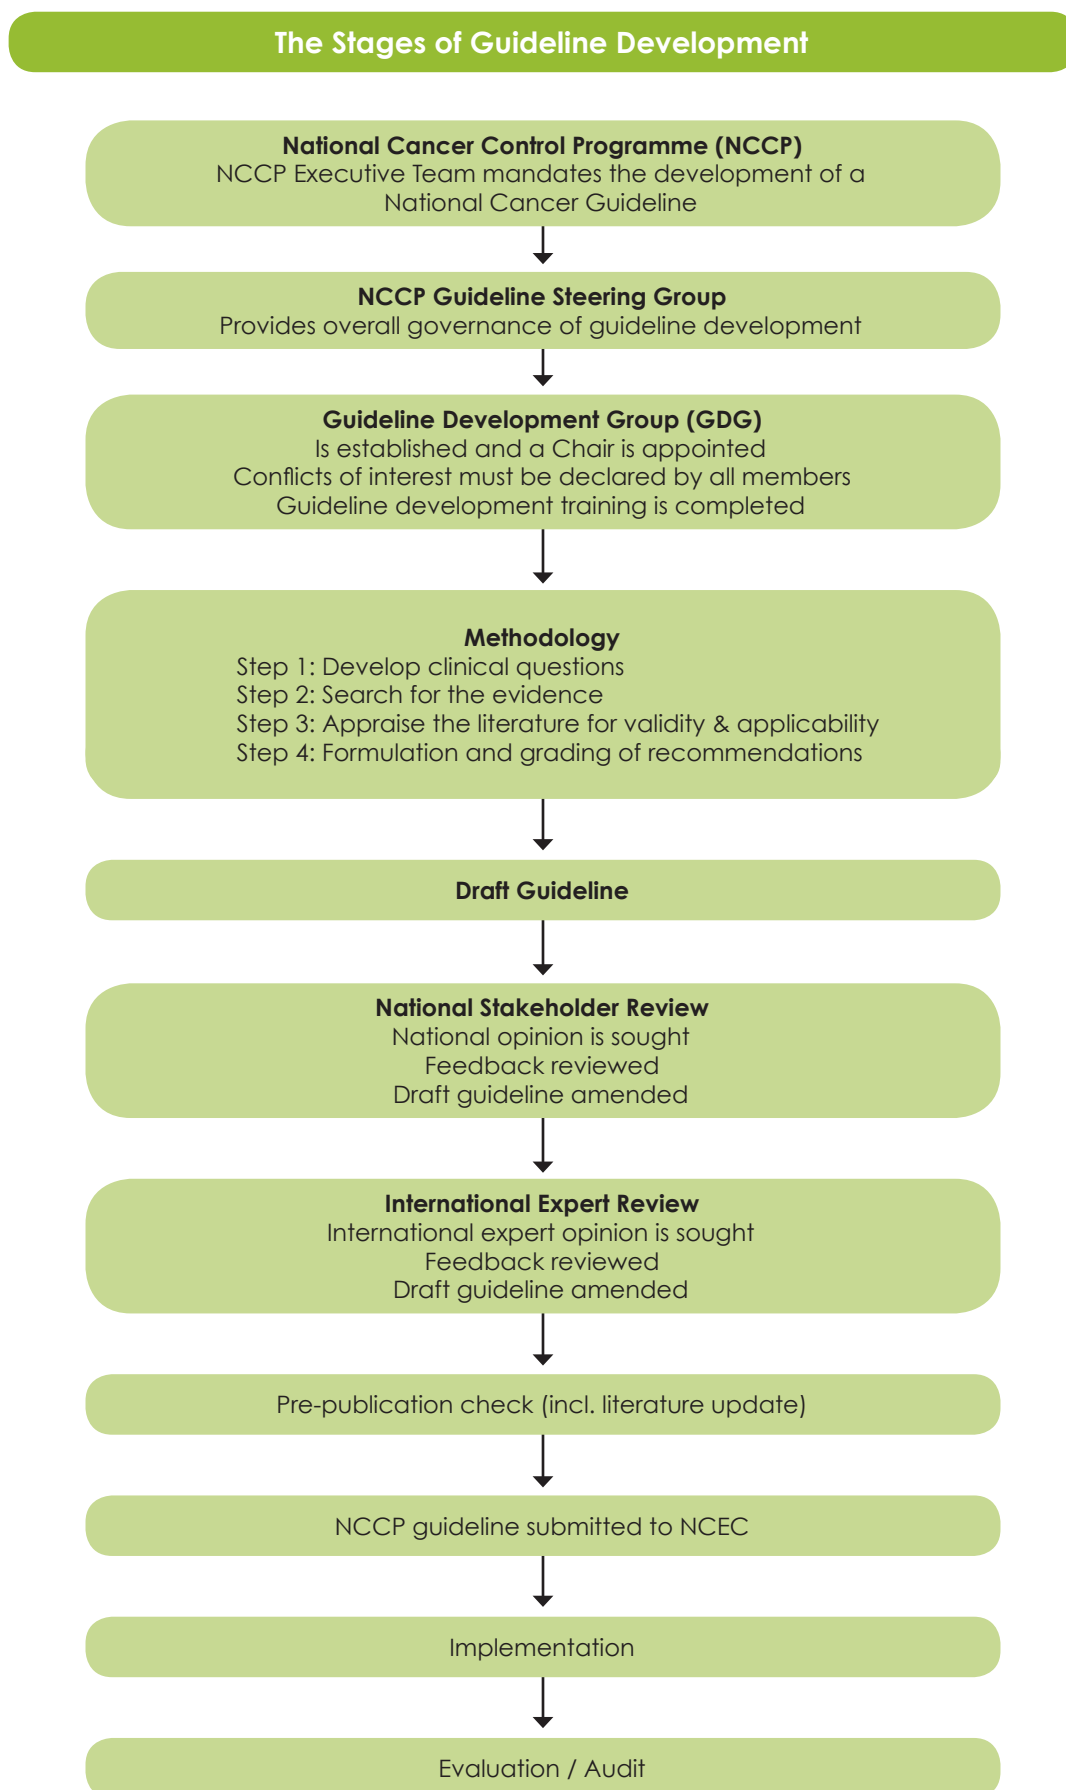 The Stages of Guideline Development
National Cancer Control Programme (NCCP)
NCCP Executive Team mandates the development of a
National Cancer Guideline
NCCP Guideline Steering Group
Provides overall governance of guideline development
Guideline Development Group (GDG)
Is established and a Chair is appointed
Conflicts of interest must be declared by all members
Guideline development training is completed
Methodology
Step 1: Develop clinical questions
Step 2: Search for the evidence
Step 3: Appraise the literature for validity & applicability
Step 4: Formulation and grading of recommendations
Draft Guideline
National Stakeholder Review
National opinion is sought
Feedback reviewed
Draft guideline amended
International Expert Review
International expert opinion is sought
Feedback reviewed
Draft guideline amended
Pre-publication check (incl. literature update)
NCCP guideline submitted to NCEC
Implementation
Evaluation / Audit